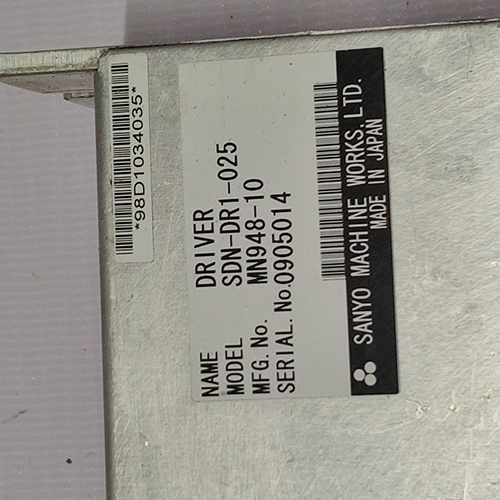 *98D1034035*
NAME DRIVER
MODEL SDN-DR1-025
MFG. No. MN948-10
SERIAL. No.0905014
SANYO MACHINE WORKS, LTD.
MADE IN JAPAN